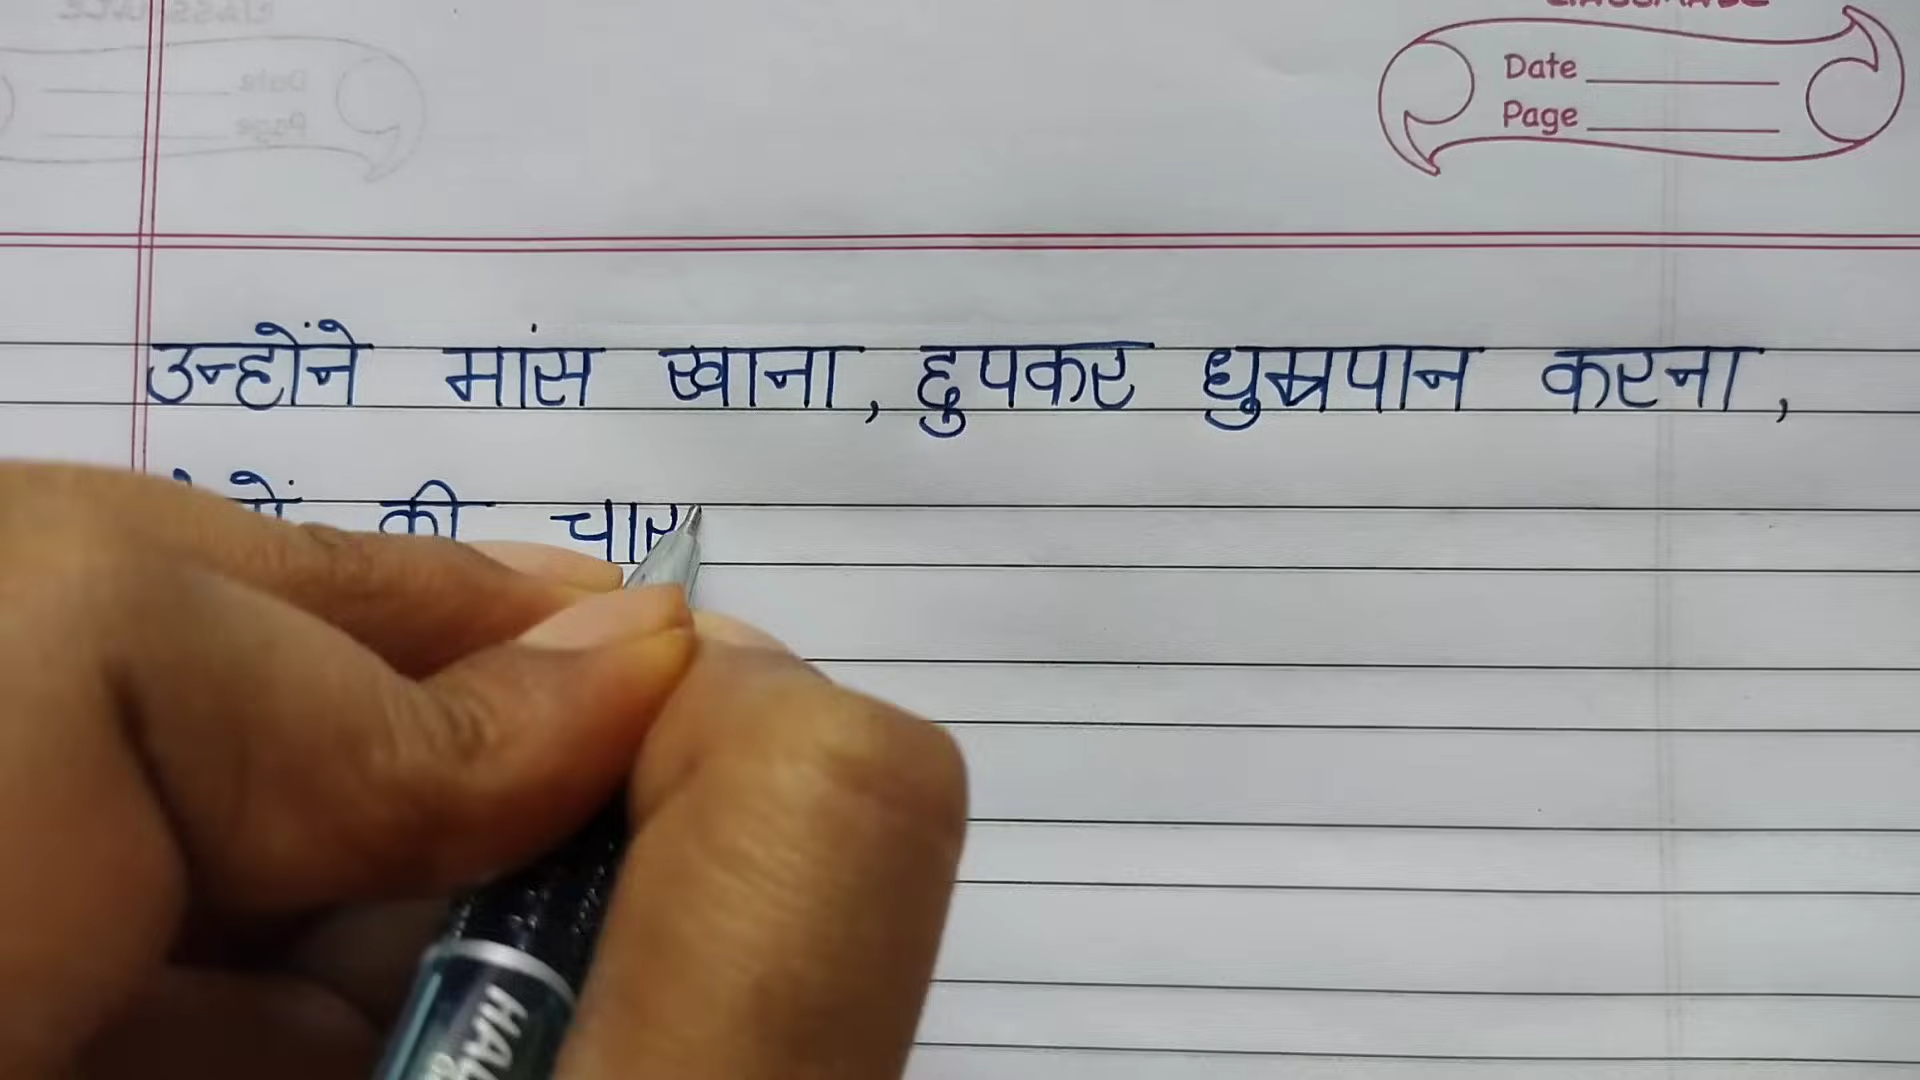 Date
Page
उन्होंने मांस खाना, छुपकर धुम्रपान करना,
की